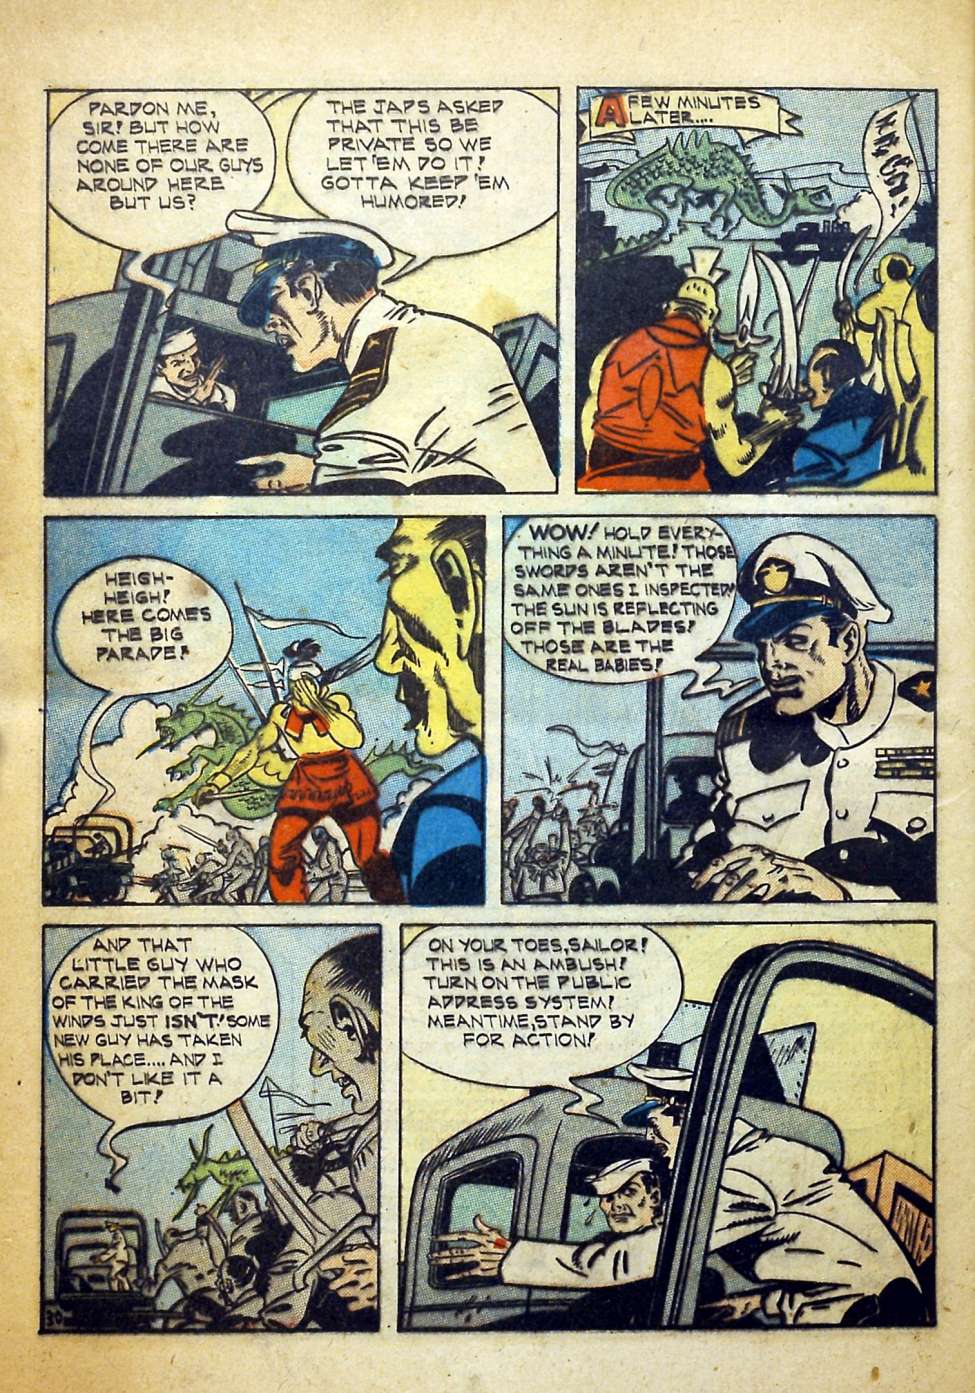 PARDON ME,
SIR! BUT HOW
COME THERE ARE
NONE OF OUR GUYS
AROUND HERE
BUT US?
THE JAPS ASKED
THAT THIS BE
PRIVATE SO WE
LET 'EM DO IT!
GOTTA KEEP 'EM
HUMORED!
A FEW MINUTES
LATER....
HEIGH-
HEIGH!
HERE COMES
THE BIG
PARADE!
WOW! HOLD EVERY-
THING A MINUTE! THOSE
SWORDS AREN'T THE
SAME ONES I INSPECTED!
THE SUN IS REFLECTING
OFF THE BLADES!
THOSE ARE THE
REAL BABIES!
AND THAT
LITTLE GUY WHO
CARRIED THE MASK
OF THE KING OF THE
WINDS JUST ISN'T! SOME
NEW GUY HAS TAKEN
HIS PLACE.... AND I
DON'T LIKE IT A
BIT!
ON YOUR TOES, SAILOR!
THIS IS AN AMBUSH!
TURN ON THE PUBLIC
ADDRESS SYSTEM!
MEANTIME, STAND BY
FOR ACTION!